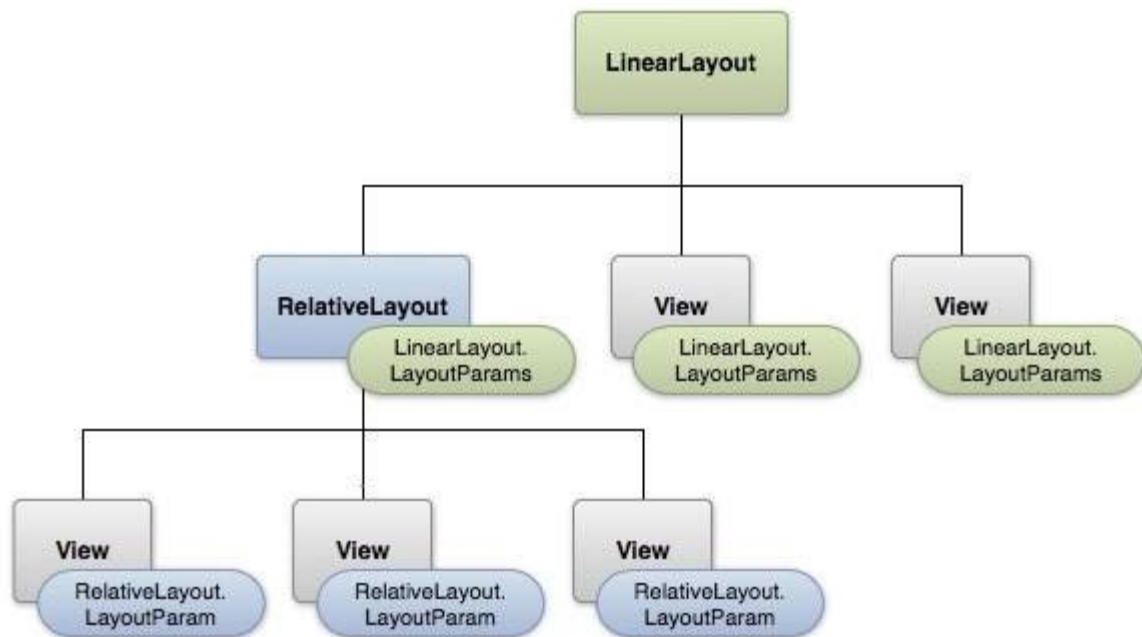 LinearLayout
RelativeLayout
LinearLayout.
LayoutParams
View
LinearLayout.
LayoutParams
View
LinearLayout.
LayoutParams
View
RelativeLayout.
LayoutParam
View
RelativeLayout.
LayoutParam
View
RelativeLayout.
LayoutParam